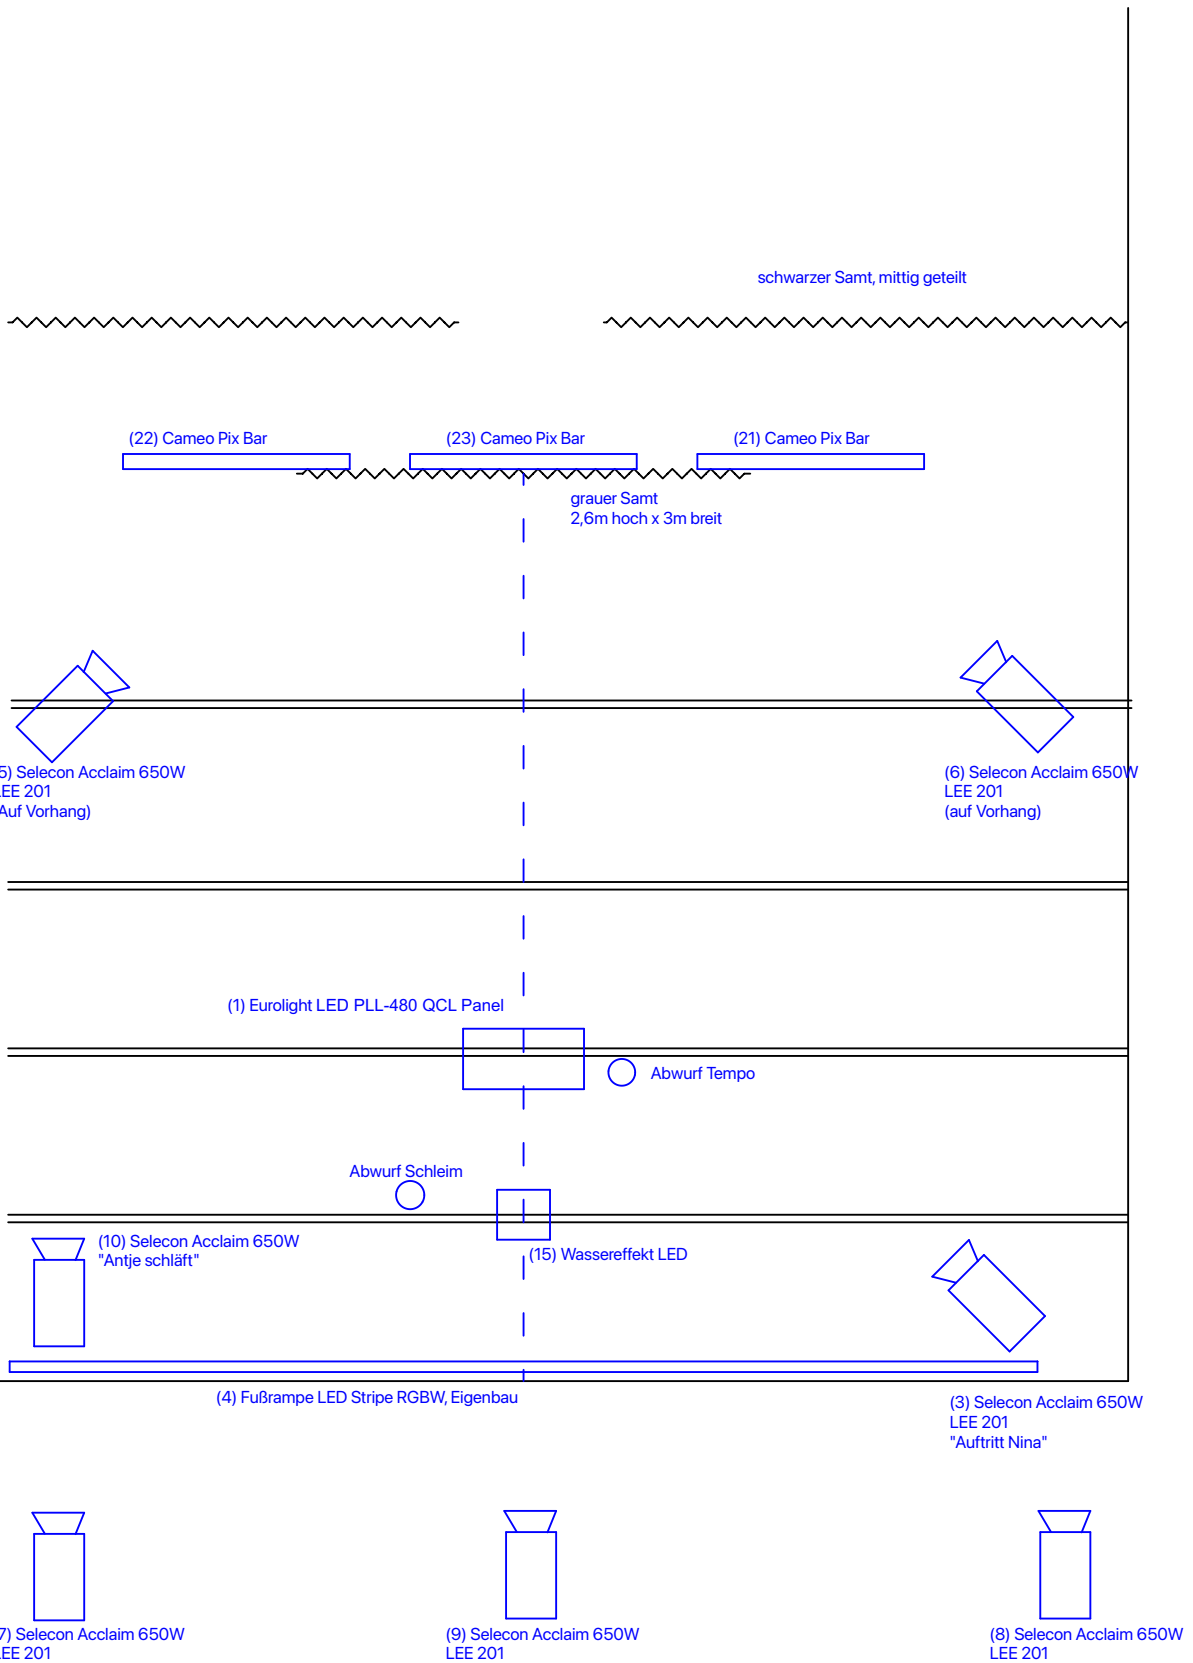 schwarzer Samt, mittig geteilt
(22) Cameo Pix Bar
(23) Cameo Pix Bar
(21) Cameo Pix Bar
grauer Samt
2,6m hoch x 3m breit
5) Selecon Acclaim 650W
EE 201
Auf Vorhang)
(6) Selecon Acclaim 650W
LEE 201
(auf Vorhang)
(1) Eurolight LED PLL-480 QCL Panel
Abwurf Tempo
Abwurf Schleim
(10) Selecon Acclaim 650W
"Antje schläft"
(15) Wassereffekt LED
(4) Fußrampe LED Stripe RGBW, Eigenbau
(3) Selecon Acclaim 650W
LEE 201
"Auftritt Nina"
7) Selecon Acclaim 650W
EE 201
(9) Selecon Acclaim 650W
LEE 201
(8) Selecon Acclaim 650W
LEE 201